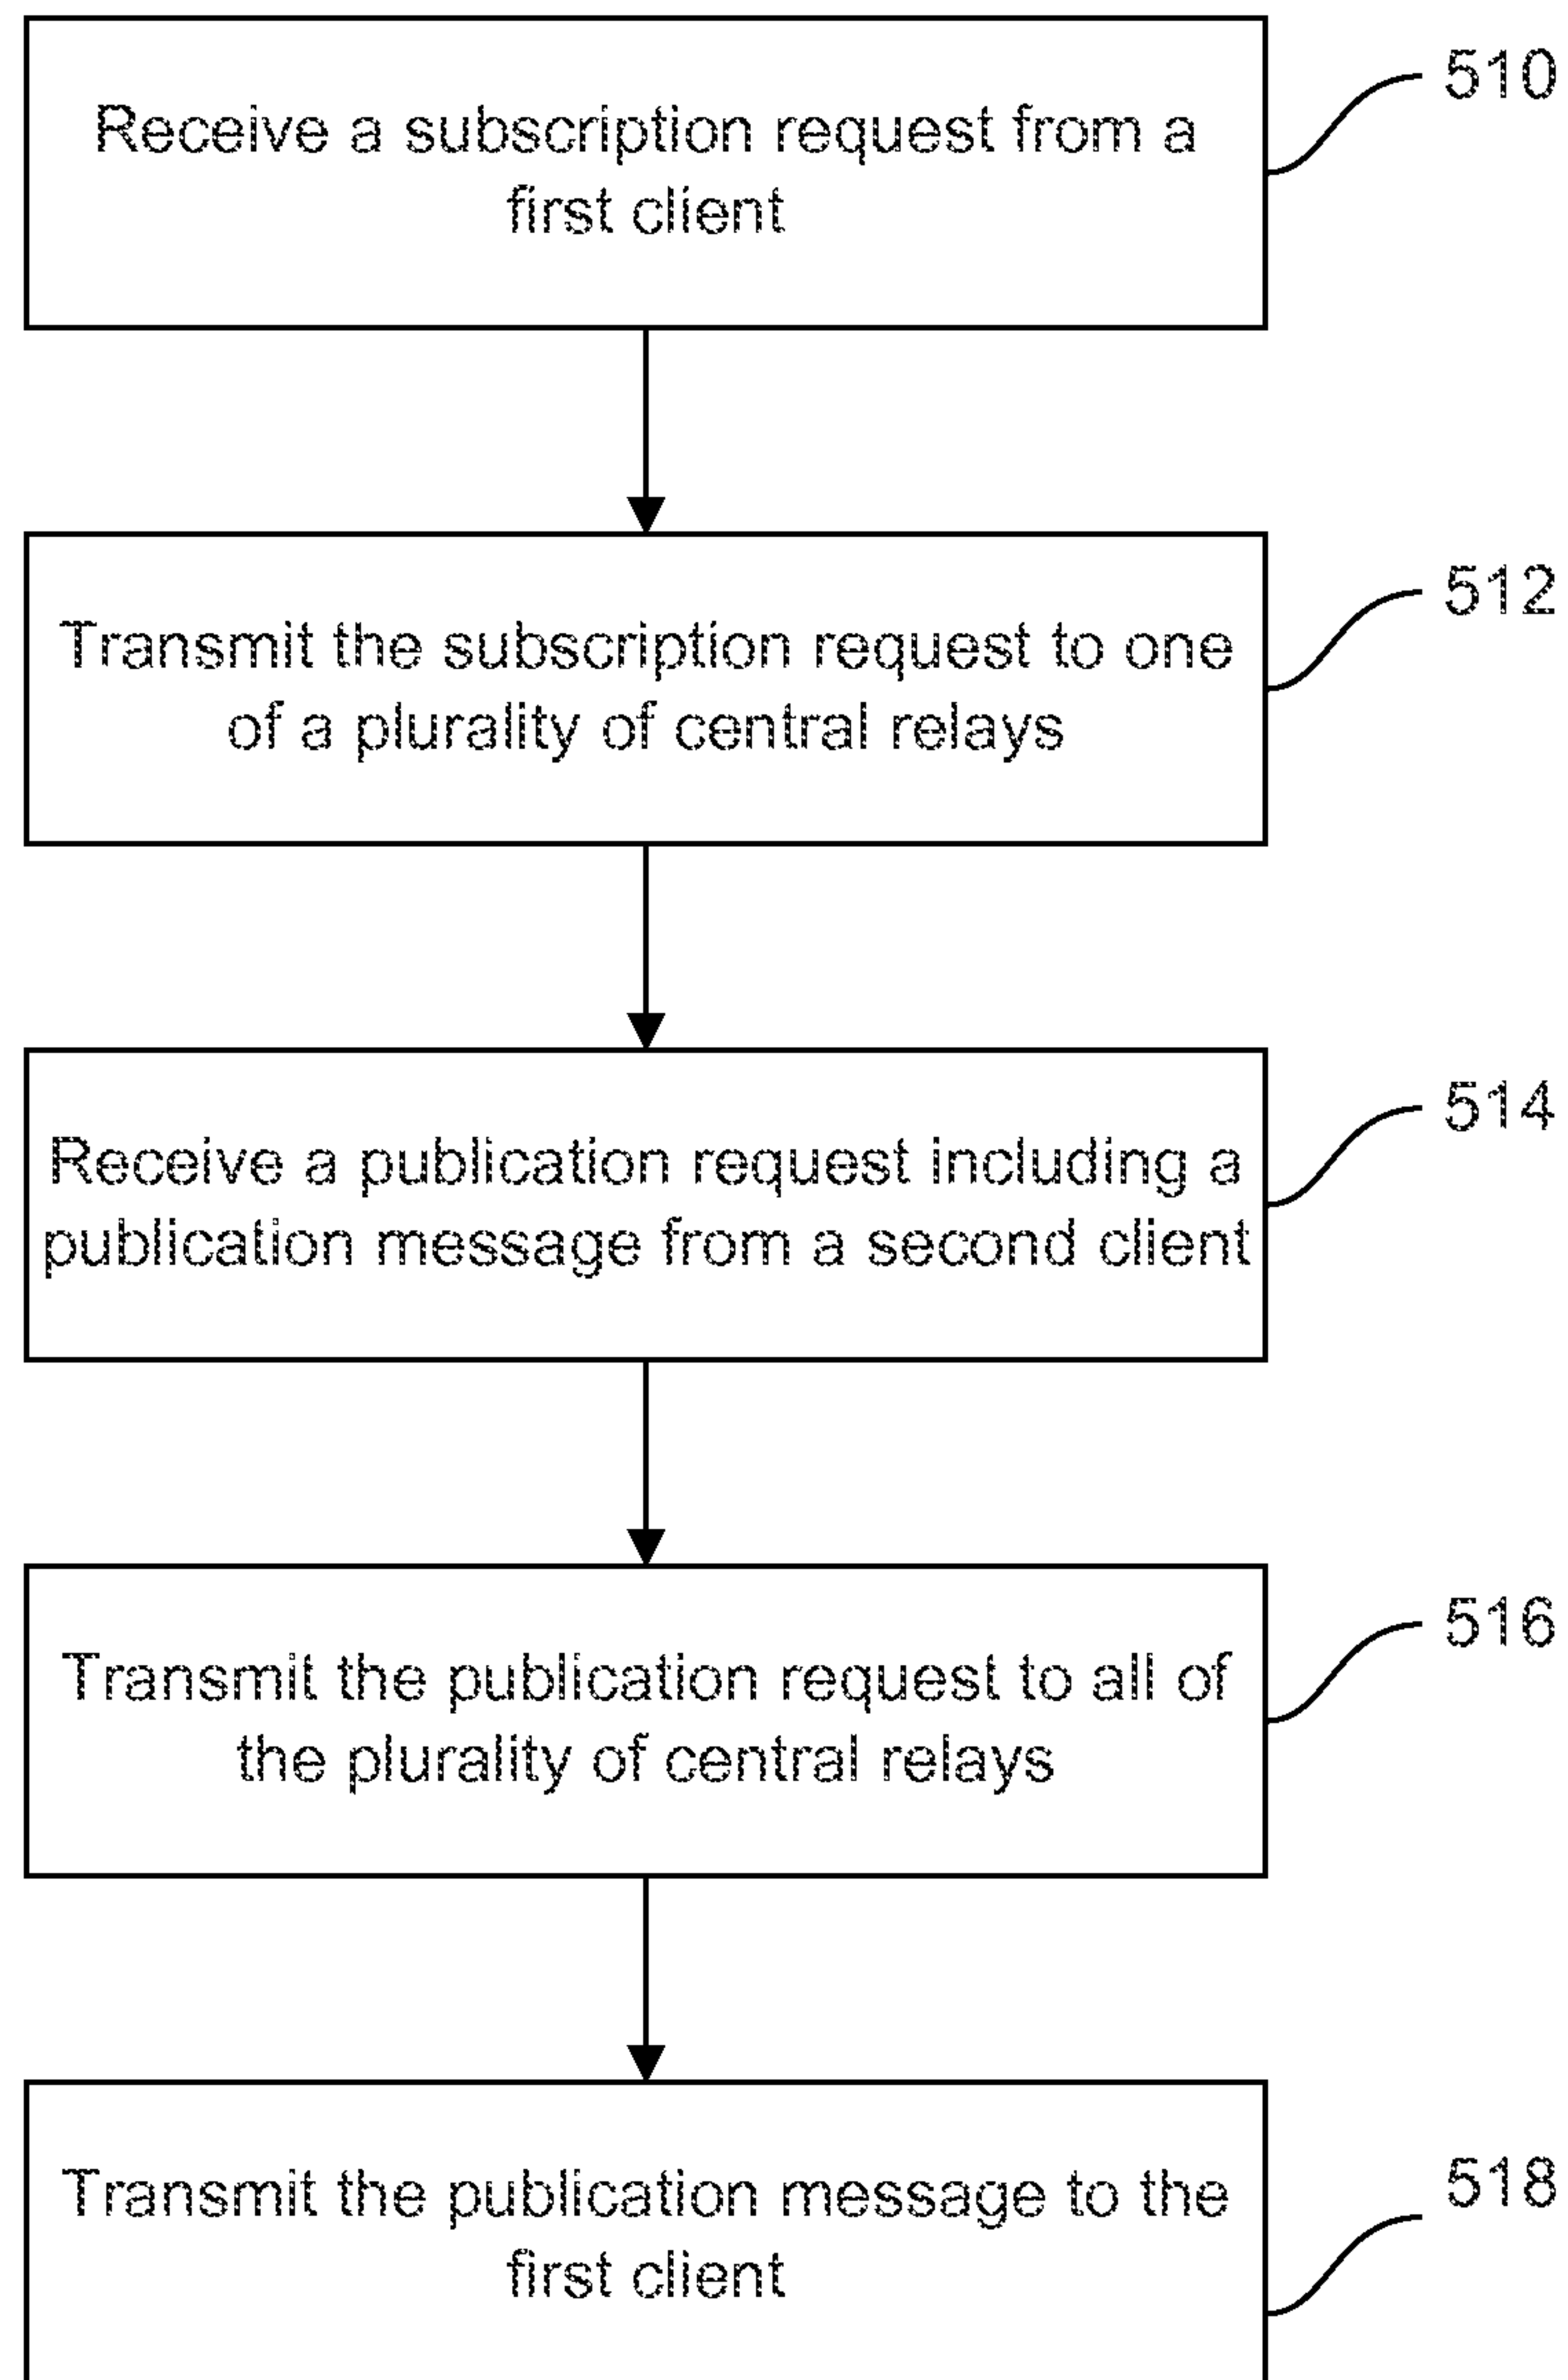 510
Receive a subscription request from a
first client
512
Transmit the subscription request to one
of a plurality of central relays
514
Receive a publication request including a
publication message from a second client
516
Transmit the publication request to all of
the plurality of central relays
518
Transmit the publication message to the
first client